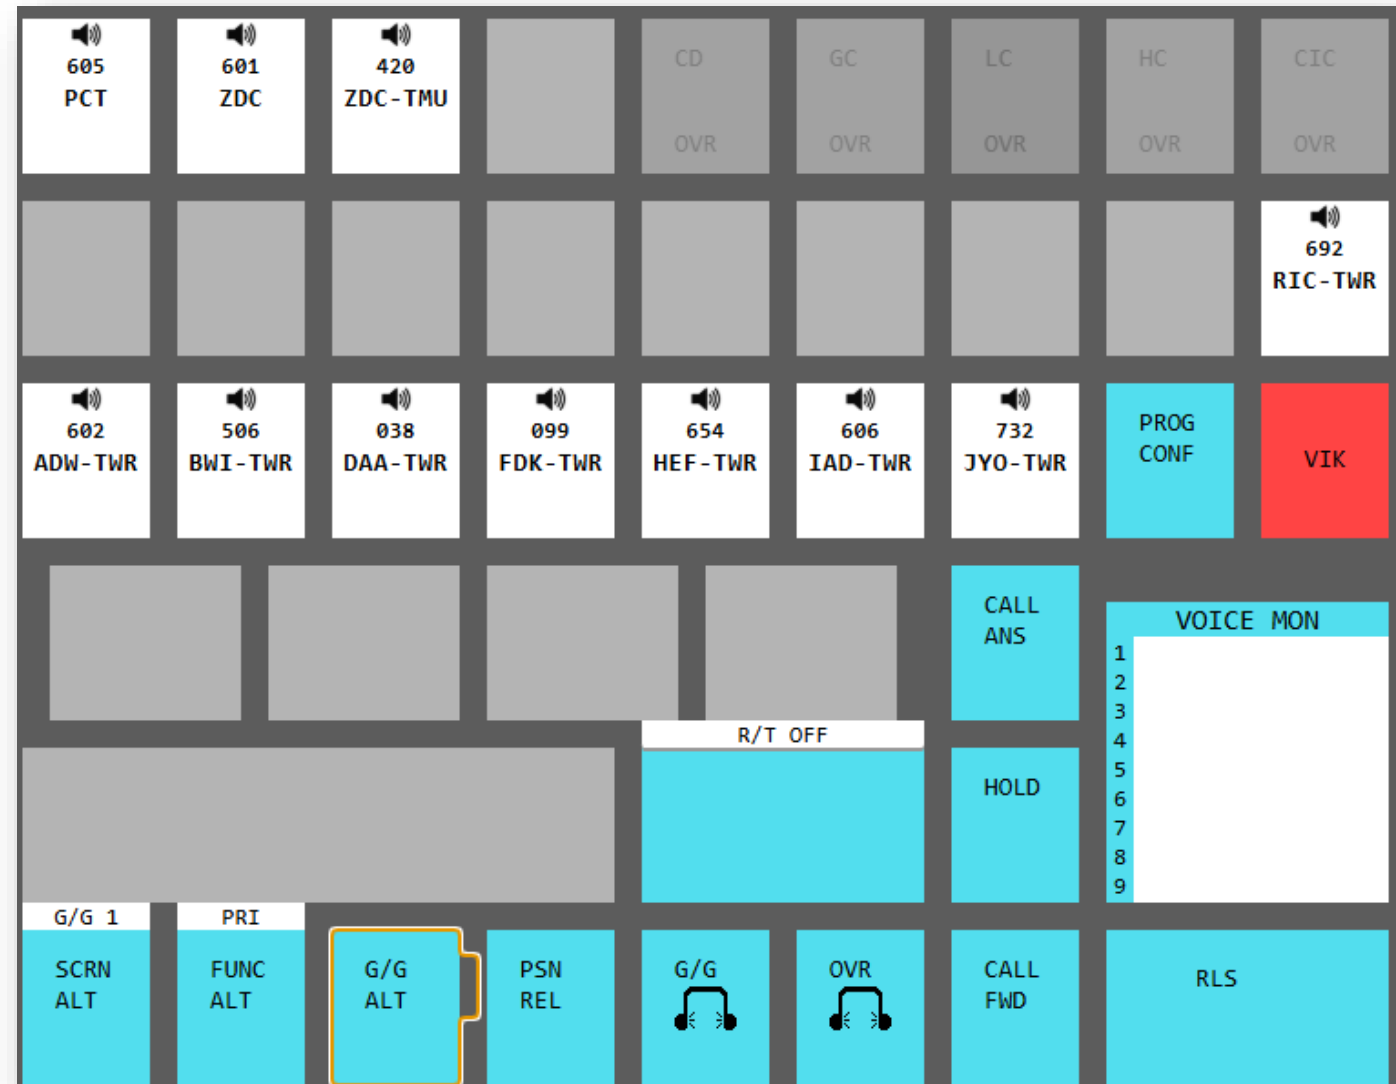 605
PCT
601
ZDC
420
ZDC-TMU
CD
OVR
GC
OVR
LC
OVR
HC
OVR
CIC
OVR
692
RIC-TWR
602
ADW-TWR
506
BWI-TWR
038
DAA-TWR
099
FDK-TWR
654
HEF-TWR
606
IAD-TWR
732
JYO-TWR
PROG
CONF
VIK
CALL
ANS
VOICE MON
1
2
3
4
5
6
7
8
9
R/T OFF
HOLD
G/G 1
SCRN
ALT
PRI
FUNC
ALT
G/G
ALT
PSN
REL
G/G
OVR
CALL
FWD
RLS